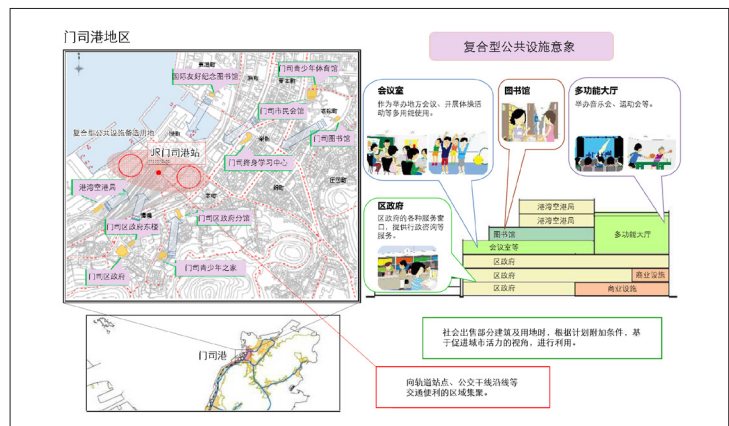 门司港地区
复合型公共设施意象
国际友好纪念图书馆
门司青少年体育馆
门司市民会馆
门司图书馆
复合型公共设施备选用地
JR门司港站
门司终身学习中心
港湾空港局
门司区政府分馆
门司区政府东楼
门司区政府
门司青少年之家
会议室
作为举办地方会议、开展体操活
动等多用能使用。
图书馆
多功能大厅
举办音乐会、运动会等。
区政府
区政府的各种服务窗
口，提供行政咨询等
服务。
港湾空港局
港湾空港局
图书馆
会议室等
多功能大厅
区政府
区政府
商业设施
区政府
商业设施
门司港
社会出售部分建筑及用地时，根据计划附加条件，基
于促进城市活力的视角，进行利用。
向轨道站点、公交干线沿线等
交通便利的区域集聚。